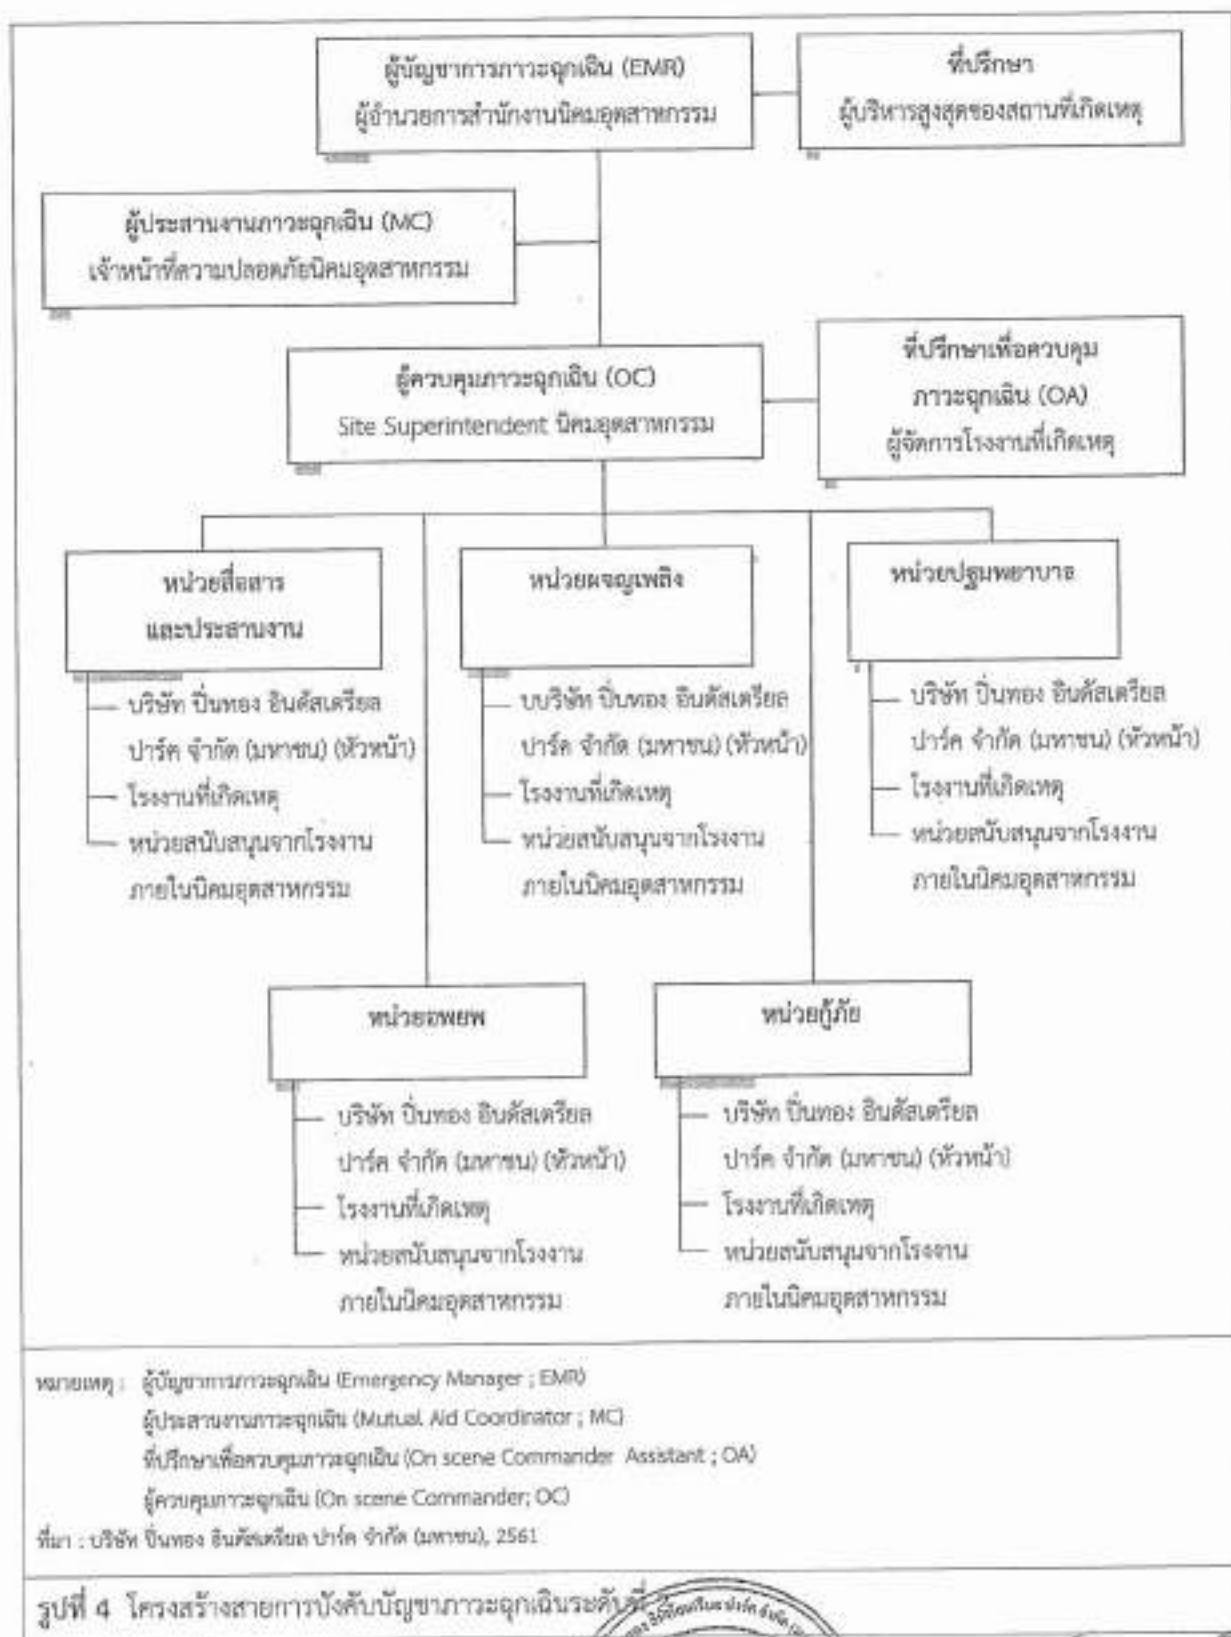 ผู้บัญชาการภาวะฉุกเฉิน (EMR)
ผู้อำนวยการสำนักงานนิคมอุตสาหกรรม
ที่ปรึกษา
ผู้บริหารสูงสุดของสถานที่เกิดเหตุ
ผู้ประสานงานภาวะฉุกเฉิน (MC)
เจ้าหน้าที่ความปลอดภัยนิคมอุตสาหกรรม
ผู้ควบคุมภาวะฉุกเฉิน (OC)
Site Superintendent นิคมอุตสาหกรรม
ที่ปรึกษาเพื่อควบคุม
ภาวะฉุกเฉิน (OA)
ผู้จัดการโรงงานที่เกิดเหตุ
หน่วยสื่อสาร
และประสานงาน
บริษัท ปิ่นทอง อินดัสเตรียล
ปาร์ค จำกัด (มหาชน) (หัวหน้า)
โรงงานที่เกิดเหตุ
หน่วยสนับสนุนจากโรงงาน
ภายในนิคมอุตสาหกรรม
หน่วยผจญเพลิง
บบริษัท ปิ่นทอง อินดัสเตรียล
ปาร์ค จำกัด (มหาชน) (หัวหน้า)
โรงงานที่เกิดเหตุ
หน่วยสนับสนุนจากโรงงาน
ภายในนิคมอุตสาหกรรม
หน่วยปฐมพยาบาล
บริษัท ปิ่นทอง อินดัสเตรียล
ปาร์ค จำกัด (มหาชน) (หัวหน้า)
โรงงานที่เกิดเหตุ
หน่วยสนับสนุนจากโรงงาน
ภายในนิคมอุตสาหกรรม
หน่วยอพยพ
บริษัท ปิ่นทอง อินดัสเตรียล
ปาร์ค จำกัด (มหาชน) (หัวหน้า)
โรงงานที่เกิดเหตุ
หน่วยสนับสนุนจากโรงงาน
ภายในนิคมอุตสาหกรรม
หน่วยกู้ภัย
บริษัท ปิ่นทอง อินดัสเตรียล
ปาร์ค จำกัด (มหาชน) (หัวหน้า)
โรงงานที่เกิดเหตุ
หน่วยสนับสนุนจากโรงงาน
ภายในนิคมอุตสาหกรรม
หมายเหตุ : ผู้บัญชาการภาวะฉุกเฉิน (Emergency Manager ; EMR)
ผู้ประสานงานภาวะฉุกเฉิน (Mutual Aid Coordinator ; MC)
ที่ปรึกษาเพื่อควบคุมภาวะฉุกเฉิน (On scene Commander Assistant ; OA)
ผู้ควบคุมภาวะฉุกเฉิน (On scene Commander; OC)
ที่มา : บริษัท ปิ่นทอง อินดัสเตรียล ปาร์ค จำกัด (มหาชน), 2561
รูปที่ 4 โครงสร้างสายการบังคับบัญชาภาวะฉุกเฉินระดับที่